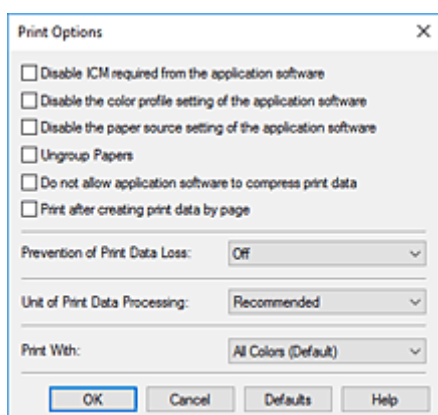 Print Options
Disable ICM required from the application software
Disable the color profile setting of the application software
Disable the paper source setting of the application software
Ungroup Papers
Do not allow application software to compress print data
Print after creating print data by page
Prevention of Print Data Loss: Off
Unit of Print Data Processing: Recommended
Print With: All Colors (Default)
OK Cancel Defaults Help